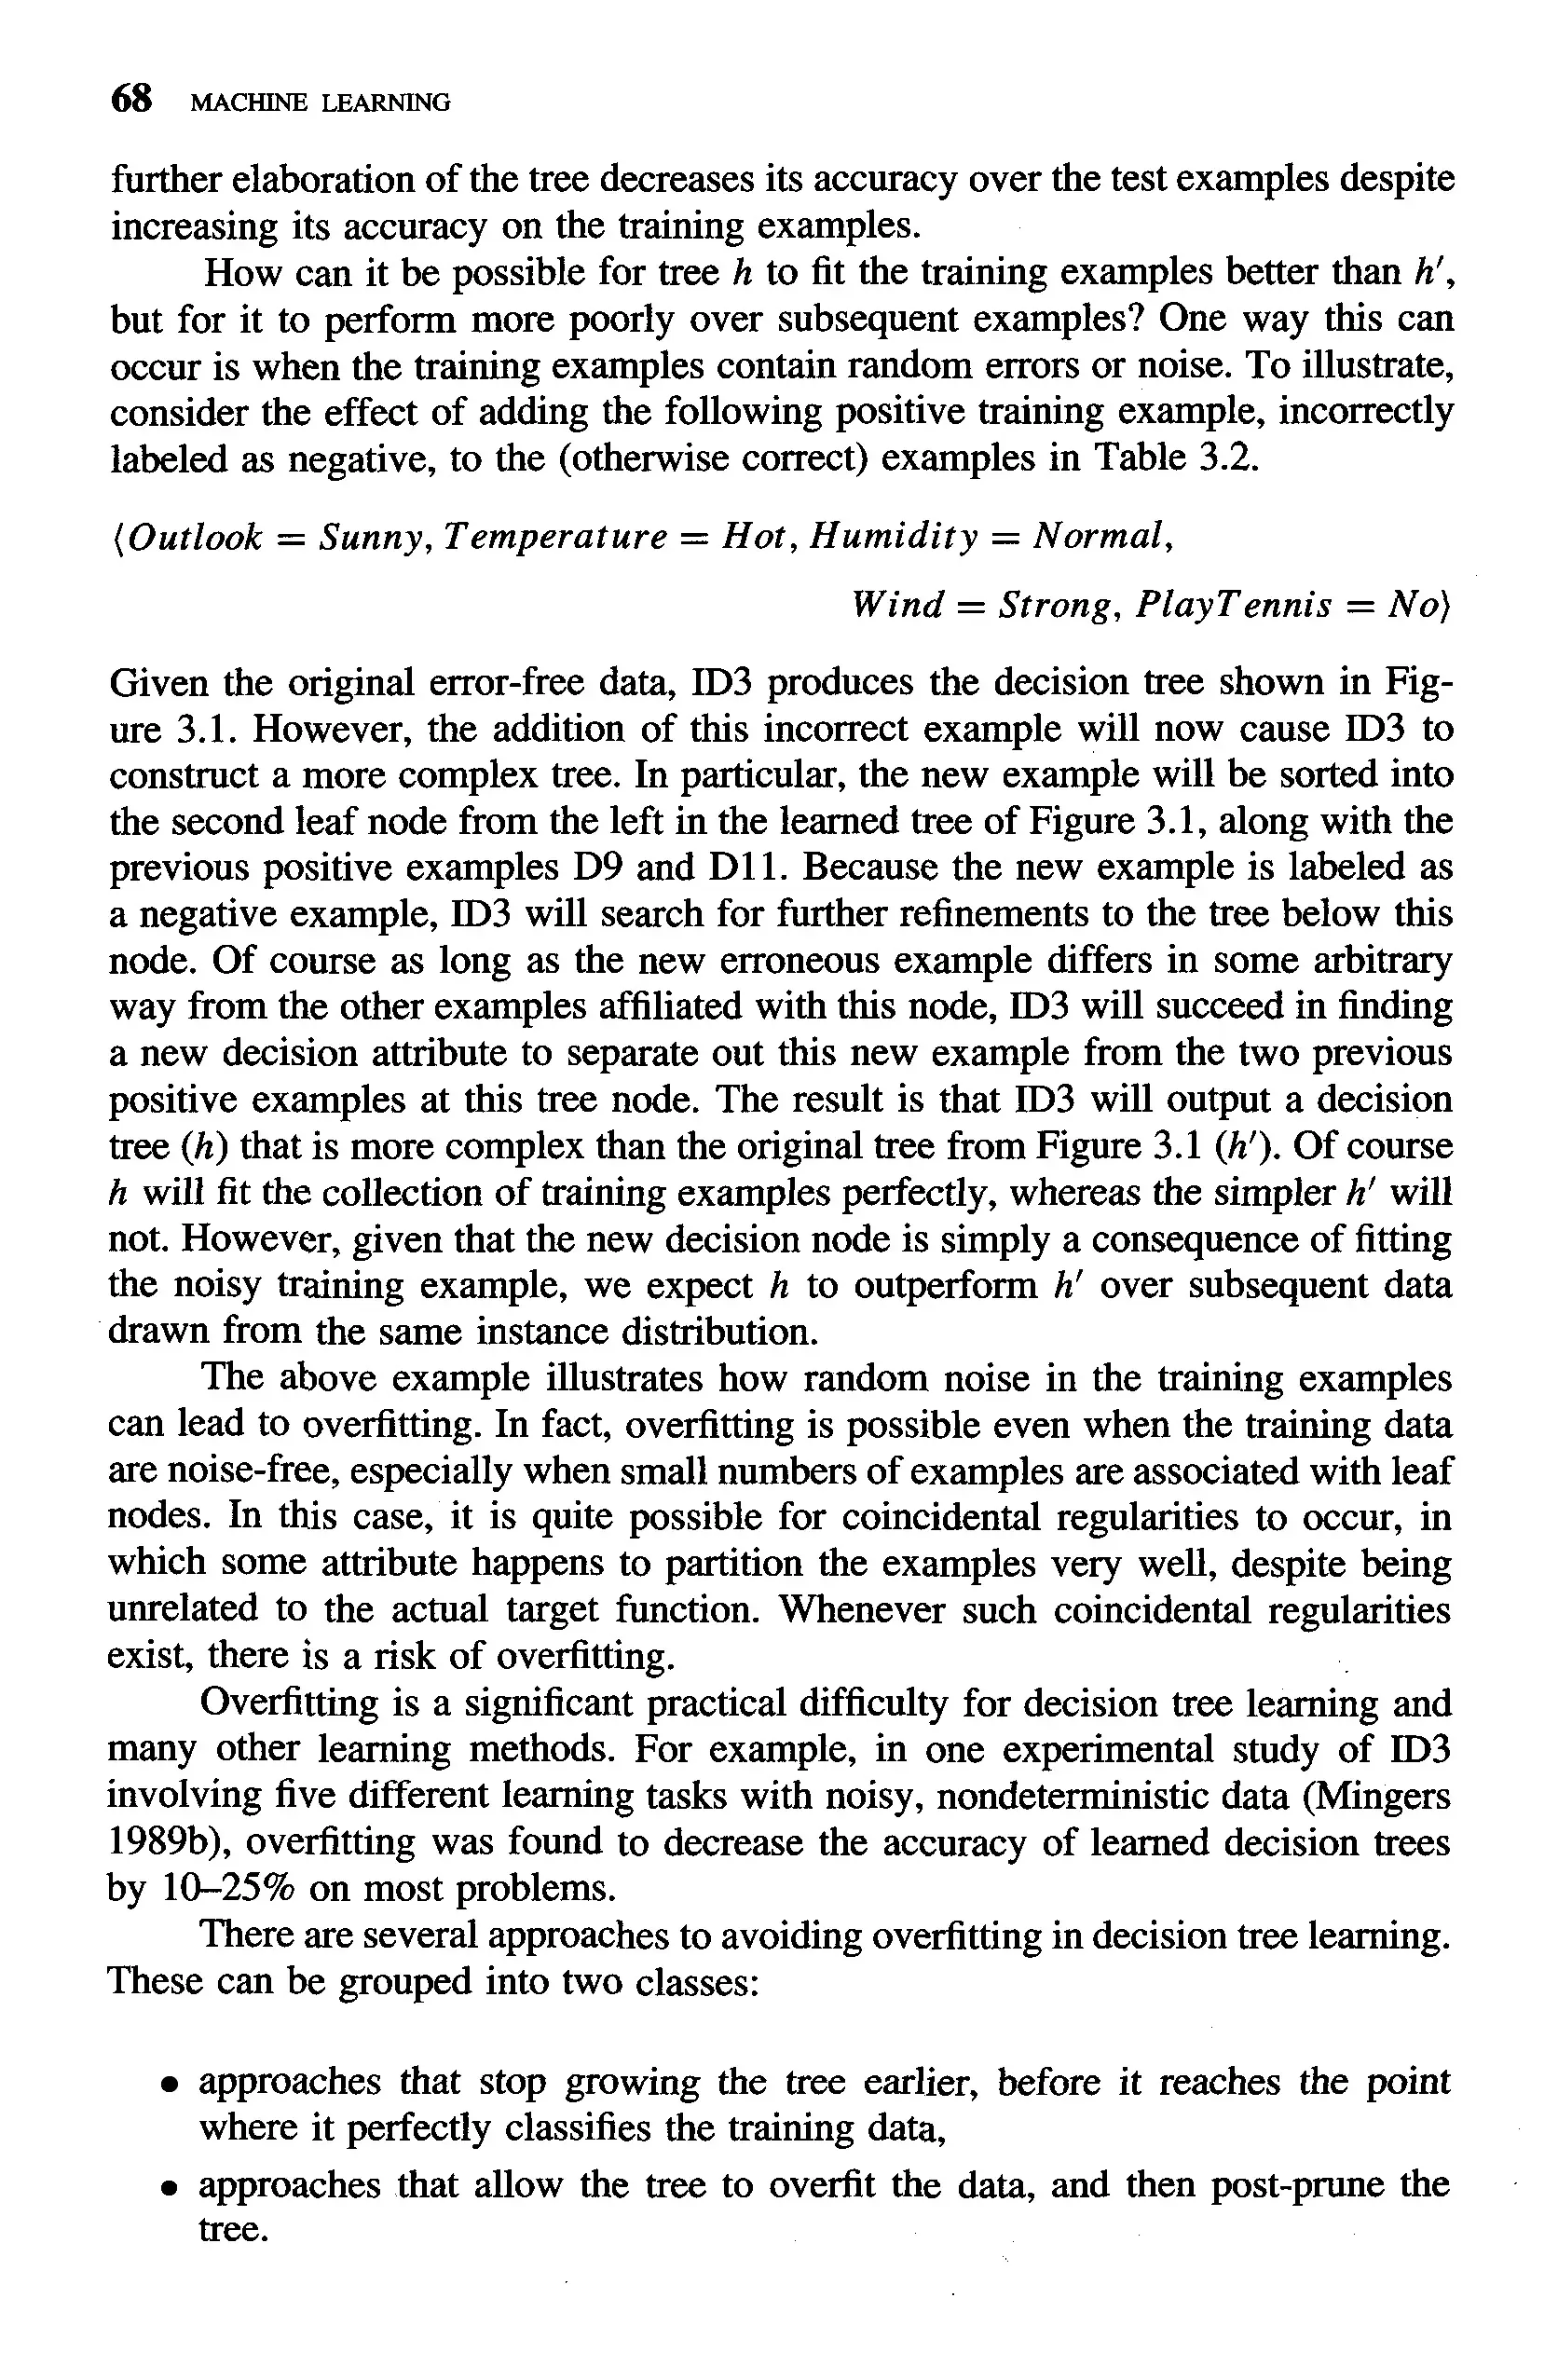 68 MACHINE LEARNING
further elaboration of the tree decreases its accuracy over the test examples despite
increasing its accuracy on the training examples.
How can it be possible for tree h to fit the training examples better than h′,
but for it to perform more poorly over subsequent examples? One way this can
occur is when the training examples contain random errors or noise. To illustrate,
consider the effect of adding the following positive training example, incorrectly
labeled as negative, to the (otherwise correct) examples in Table 3.2.
⟨Outlook = Sunny, Temperature = Hot, Humidity = Normal,
Wind = Strong, PlayTennis = No⟩
Given the original error-free data, ID3 produces the decision tree shown in Fig-
ure 3.1. However, the addition of this incorrect example will now cause ID3 to
construct a more complex tree. In particular, the new example will be sorted into
the second leaf node from the left in the learned tree of Figure 3.1, along with the
previous positive examples D9 and D11. Because the new example is labeled as
a negative example, ID3 will search for further refinements to the tree below this
node. Of course as long as the new erroneous example differs in some arbitrary
way from the other examples affiliated with this node, ID3 will succeed in finding
a new decision attribute to separate out this new example from the two previous
positive examples at this tree node. The result is that ID3 will output a decision
tree (h) that is more complex than the original tree from Figure 3.1 (h′). Of course
h will fit the collection of training examples perfectly, whereas the simpler h′ will
not. However, given that the new decision node is simply a consequence of fitting
the noisy training example, we expect h to outperform h′ over subsequent data
drawn from the same instance distribution.
The above example illustrates how random noise in the training examples
can lead to overfitting. In fact, overfitting is possible even when the training data
are noise-free, especially when small numbers of examples are associated with leaf
nodes. In this case, it is quite possible for coincidental regularities to occur, in
which some attribute happens to partition the examples very well, despite being
unrelated to the actual target function. Whenever such coincidental regularities
exist, there is a risk of overfitting.
Overfitting is a significant practical difficulty for decision tree learning and
many other learning methods. For example, in one experimental study of ID3
involving five different learning tasks with noisy, nondeterministic data (Mingers
1989b), overfitting was found to decrease the accuracy of learned decision trees
by 10–25% on most problems.
There are several approaches to avoiding overfitting in decision tree learning.
These can be grouped into two classes:
• approaches that stop growing the tree earlier, before it reaches the point
where it perfectly classifies the training data,
• approaches that allow the tree to overfit the data, and then post-prune the
tree.